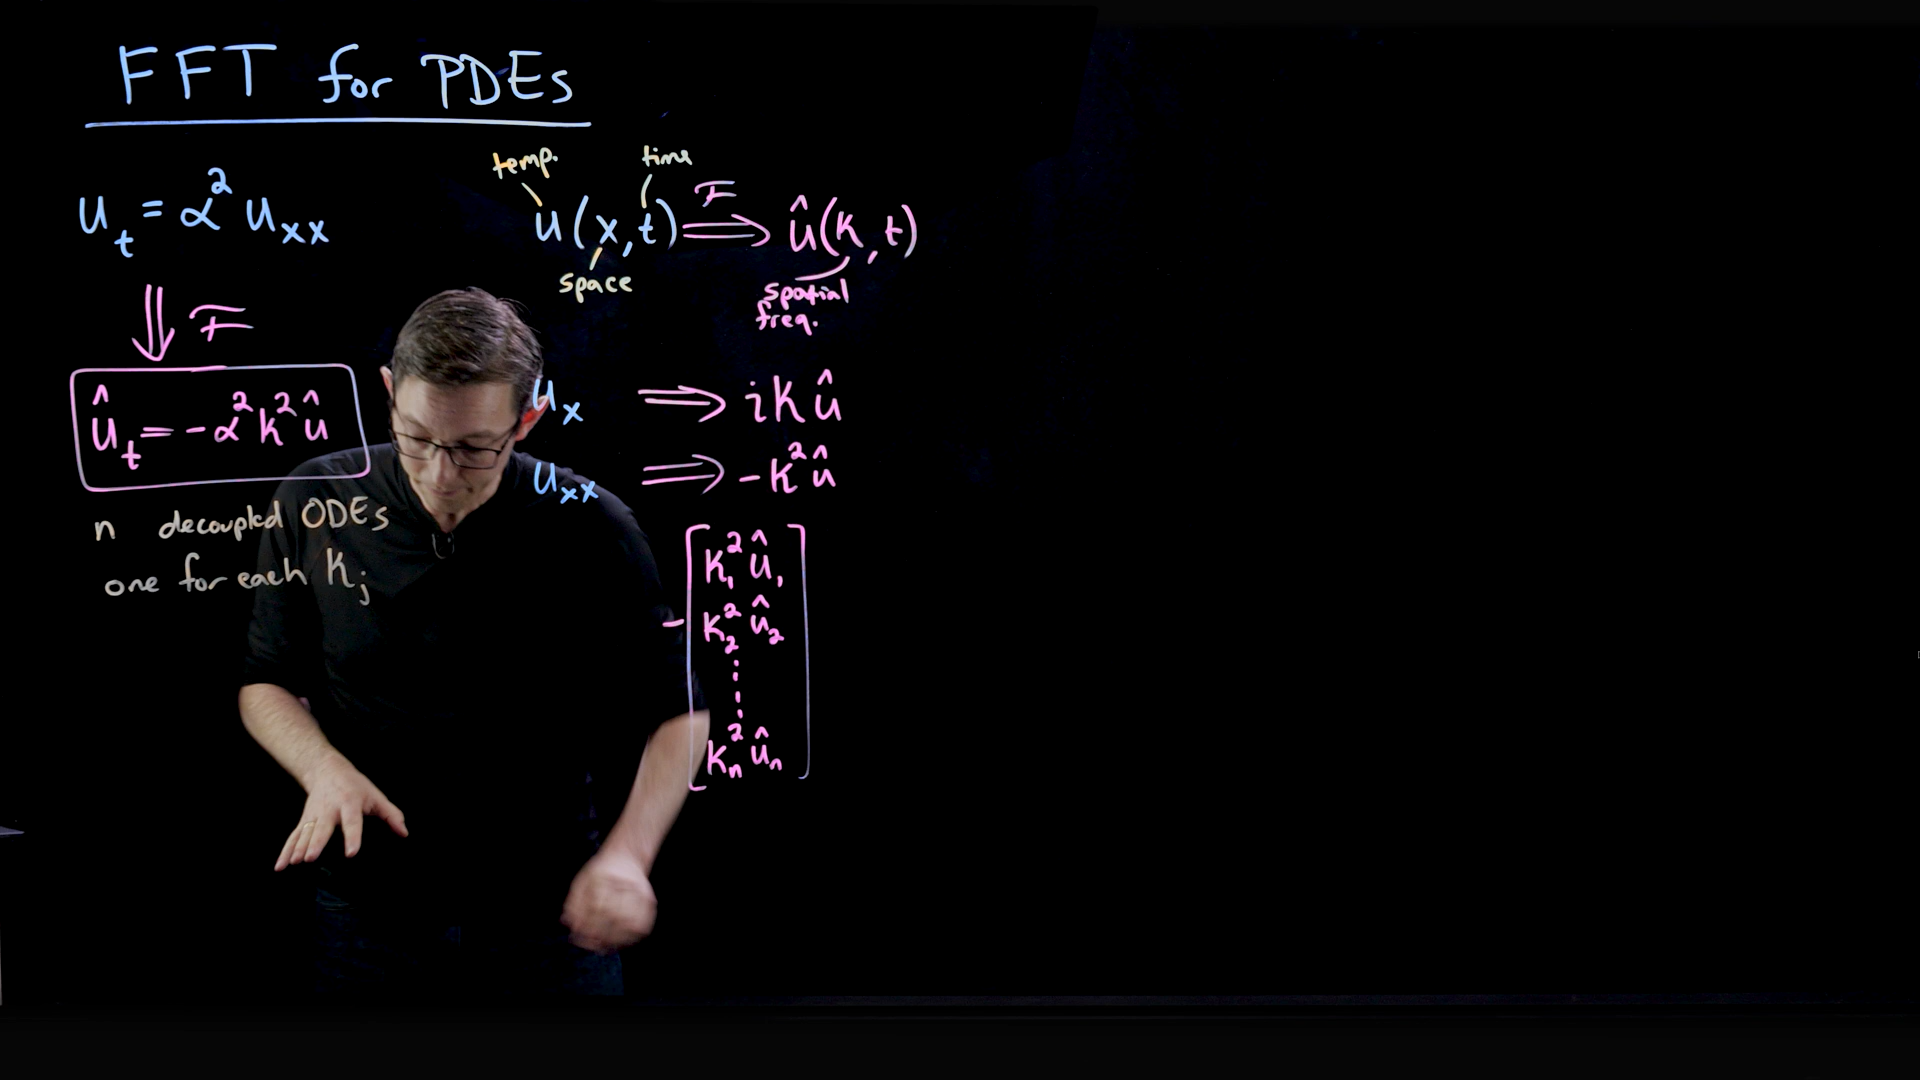 FFT for PDEs
temp. time
u_t = α² u_xx
u(x,t) ⟹ 𝓕 û(k,t)
space
spatial
freq.
⇓ 𝓕
û_t = -α² k² û
u_x ⟹ ikû
u_xx ⟹ -k² û
n decoupled ODEs
one for each k_j
- [ k₁² û₁
k₂² û₂
⋮
k_n² û_n ]